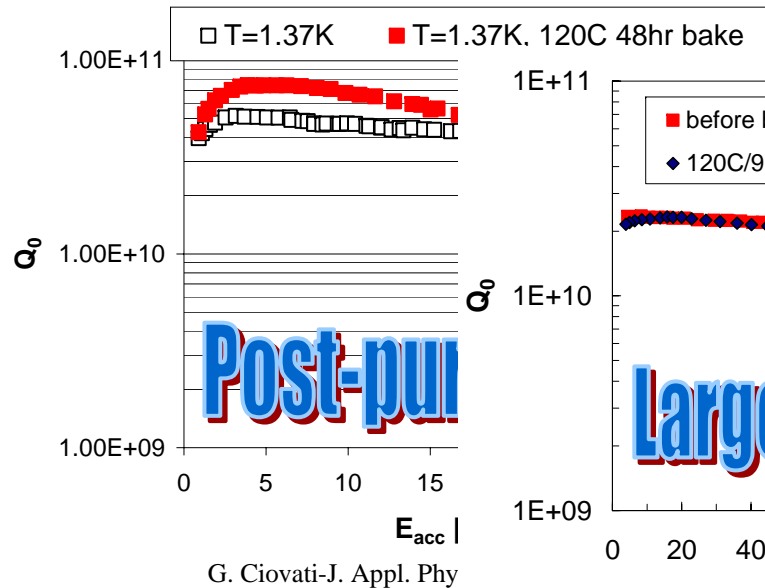 T=1.37K T=1.37K, 120C 48hr bake
1.00E+11
1.00E+10
1.00E+09
Q0
0 5 10 15
Eacc
Post-pur
G. Ciovati-J. Appl. Phy
1E+11
1E+10
1E+09
Q0
before
120C/9
Large
0 20 40